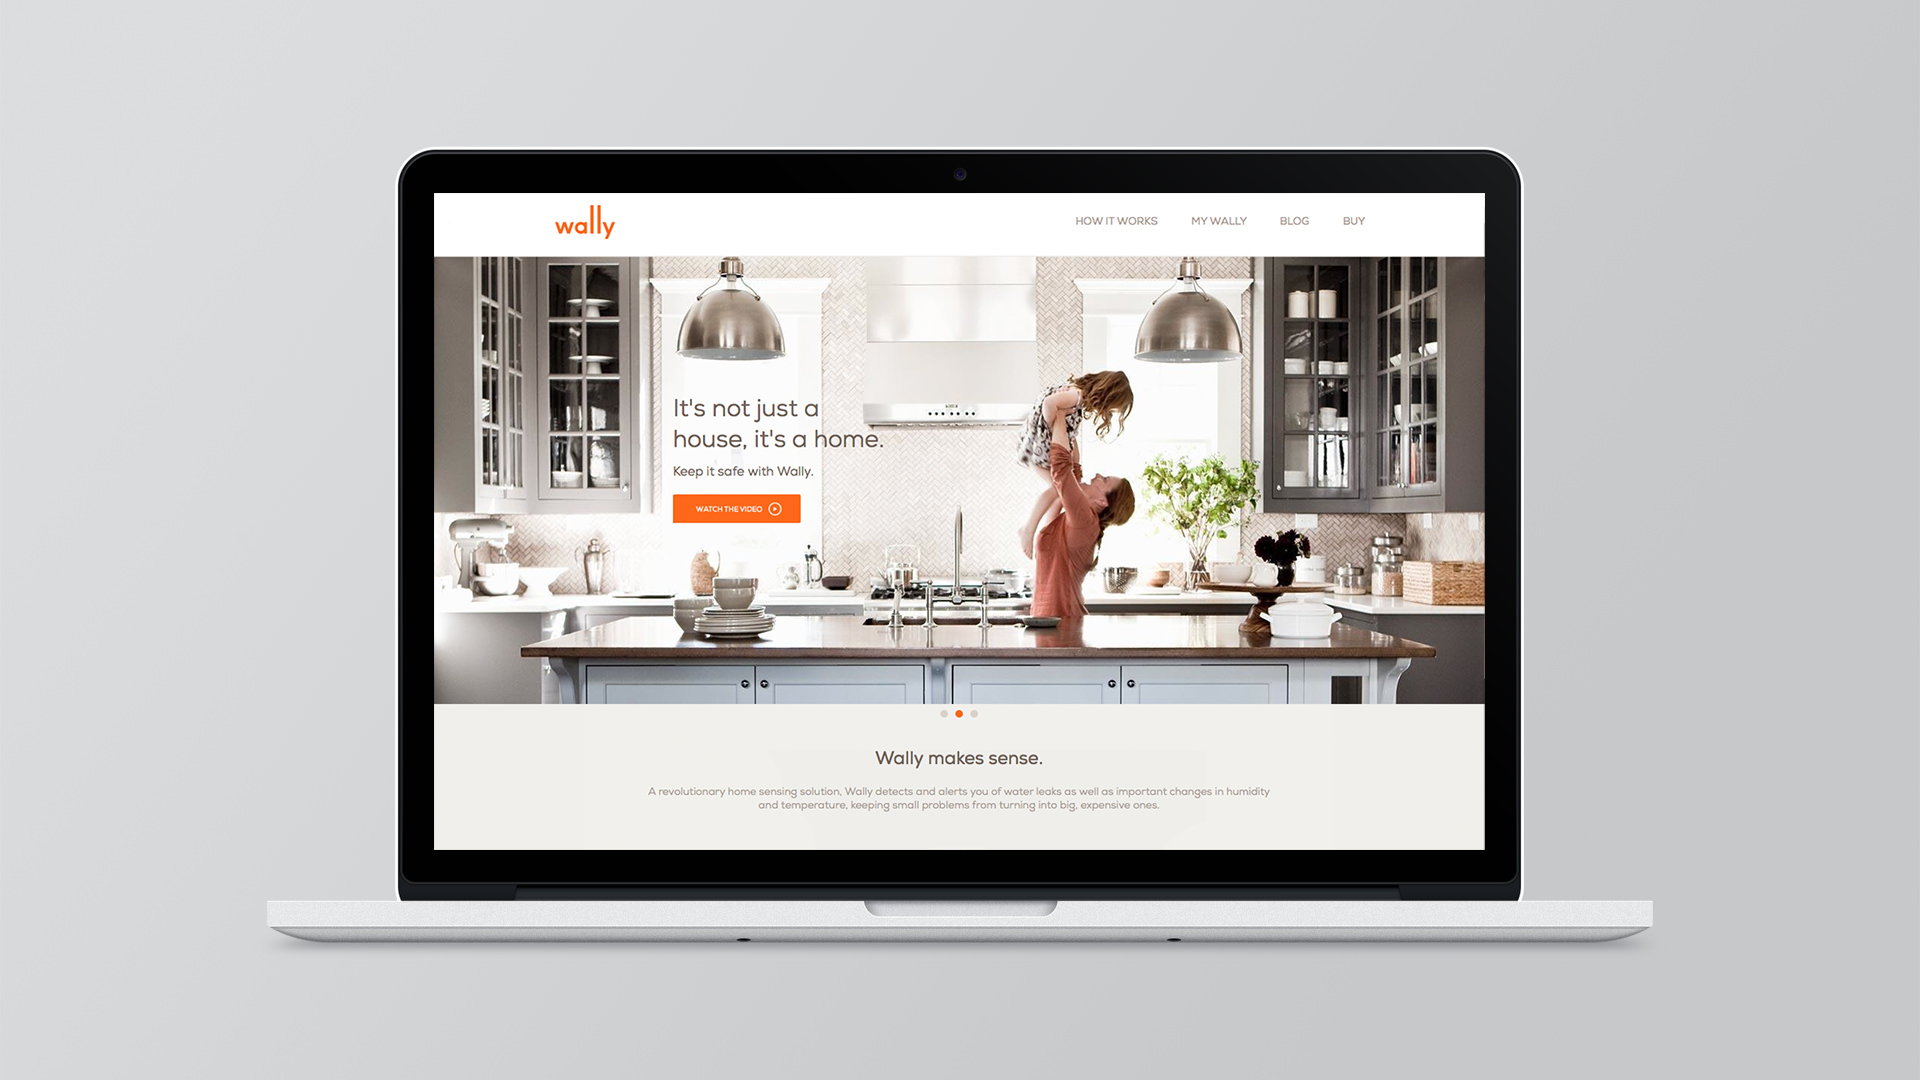 wally
HOW IT WORKS
MY WALLY
BLOG
BUY
It's not just a
house, it's a home.
Keep it safe with Wally.
WATCH THE VIDEO
Wally makes sense.
A revolutionary home sensing solution, Wally detects and alerts you of water leaks as well as important changes in humidity
and temperature, keeping small problems from turning into big, expensive ones.